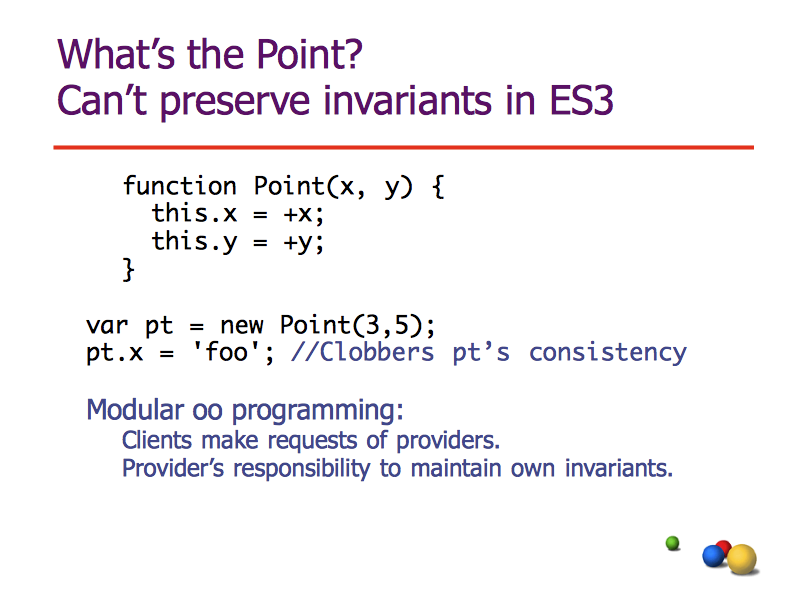 What’s the Point?
Can’t preserve invariants in ES3
function Point(x, y) {
this.x = +x;
this.y = +y;
}
var pt = new Point(3,5);
pt.x = 'foo'; //Clobbers pt’s consistency
Modular oo programming:
Clients make requests of providers.
Provider’s responsibility to maintain own invariants.